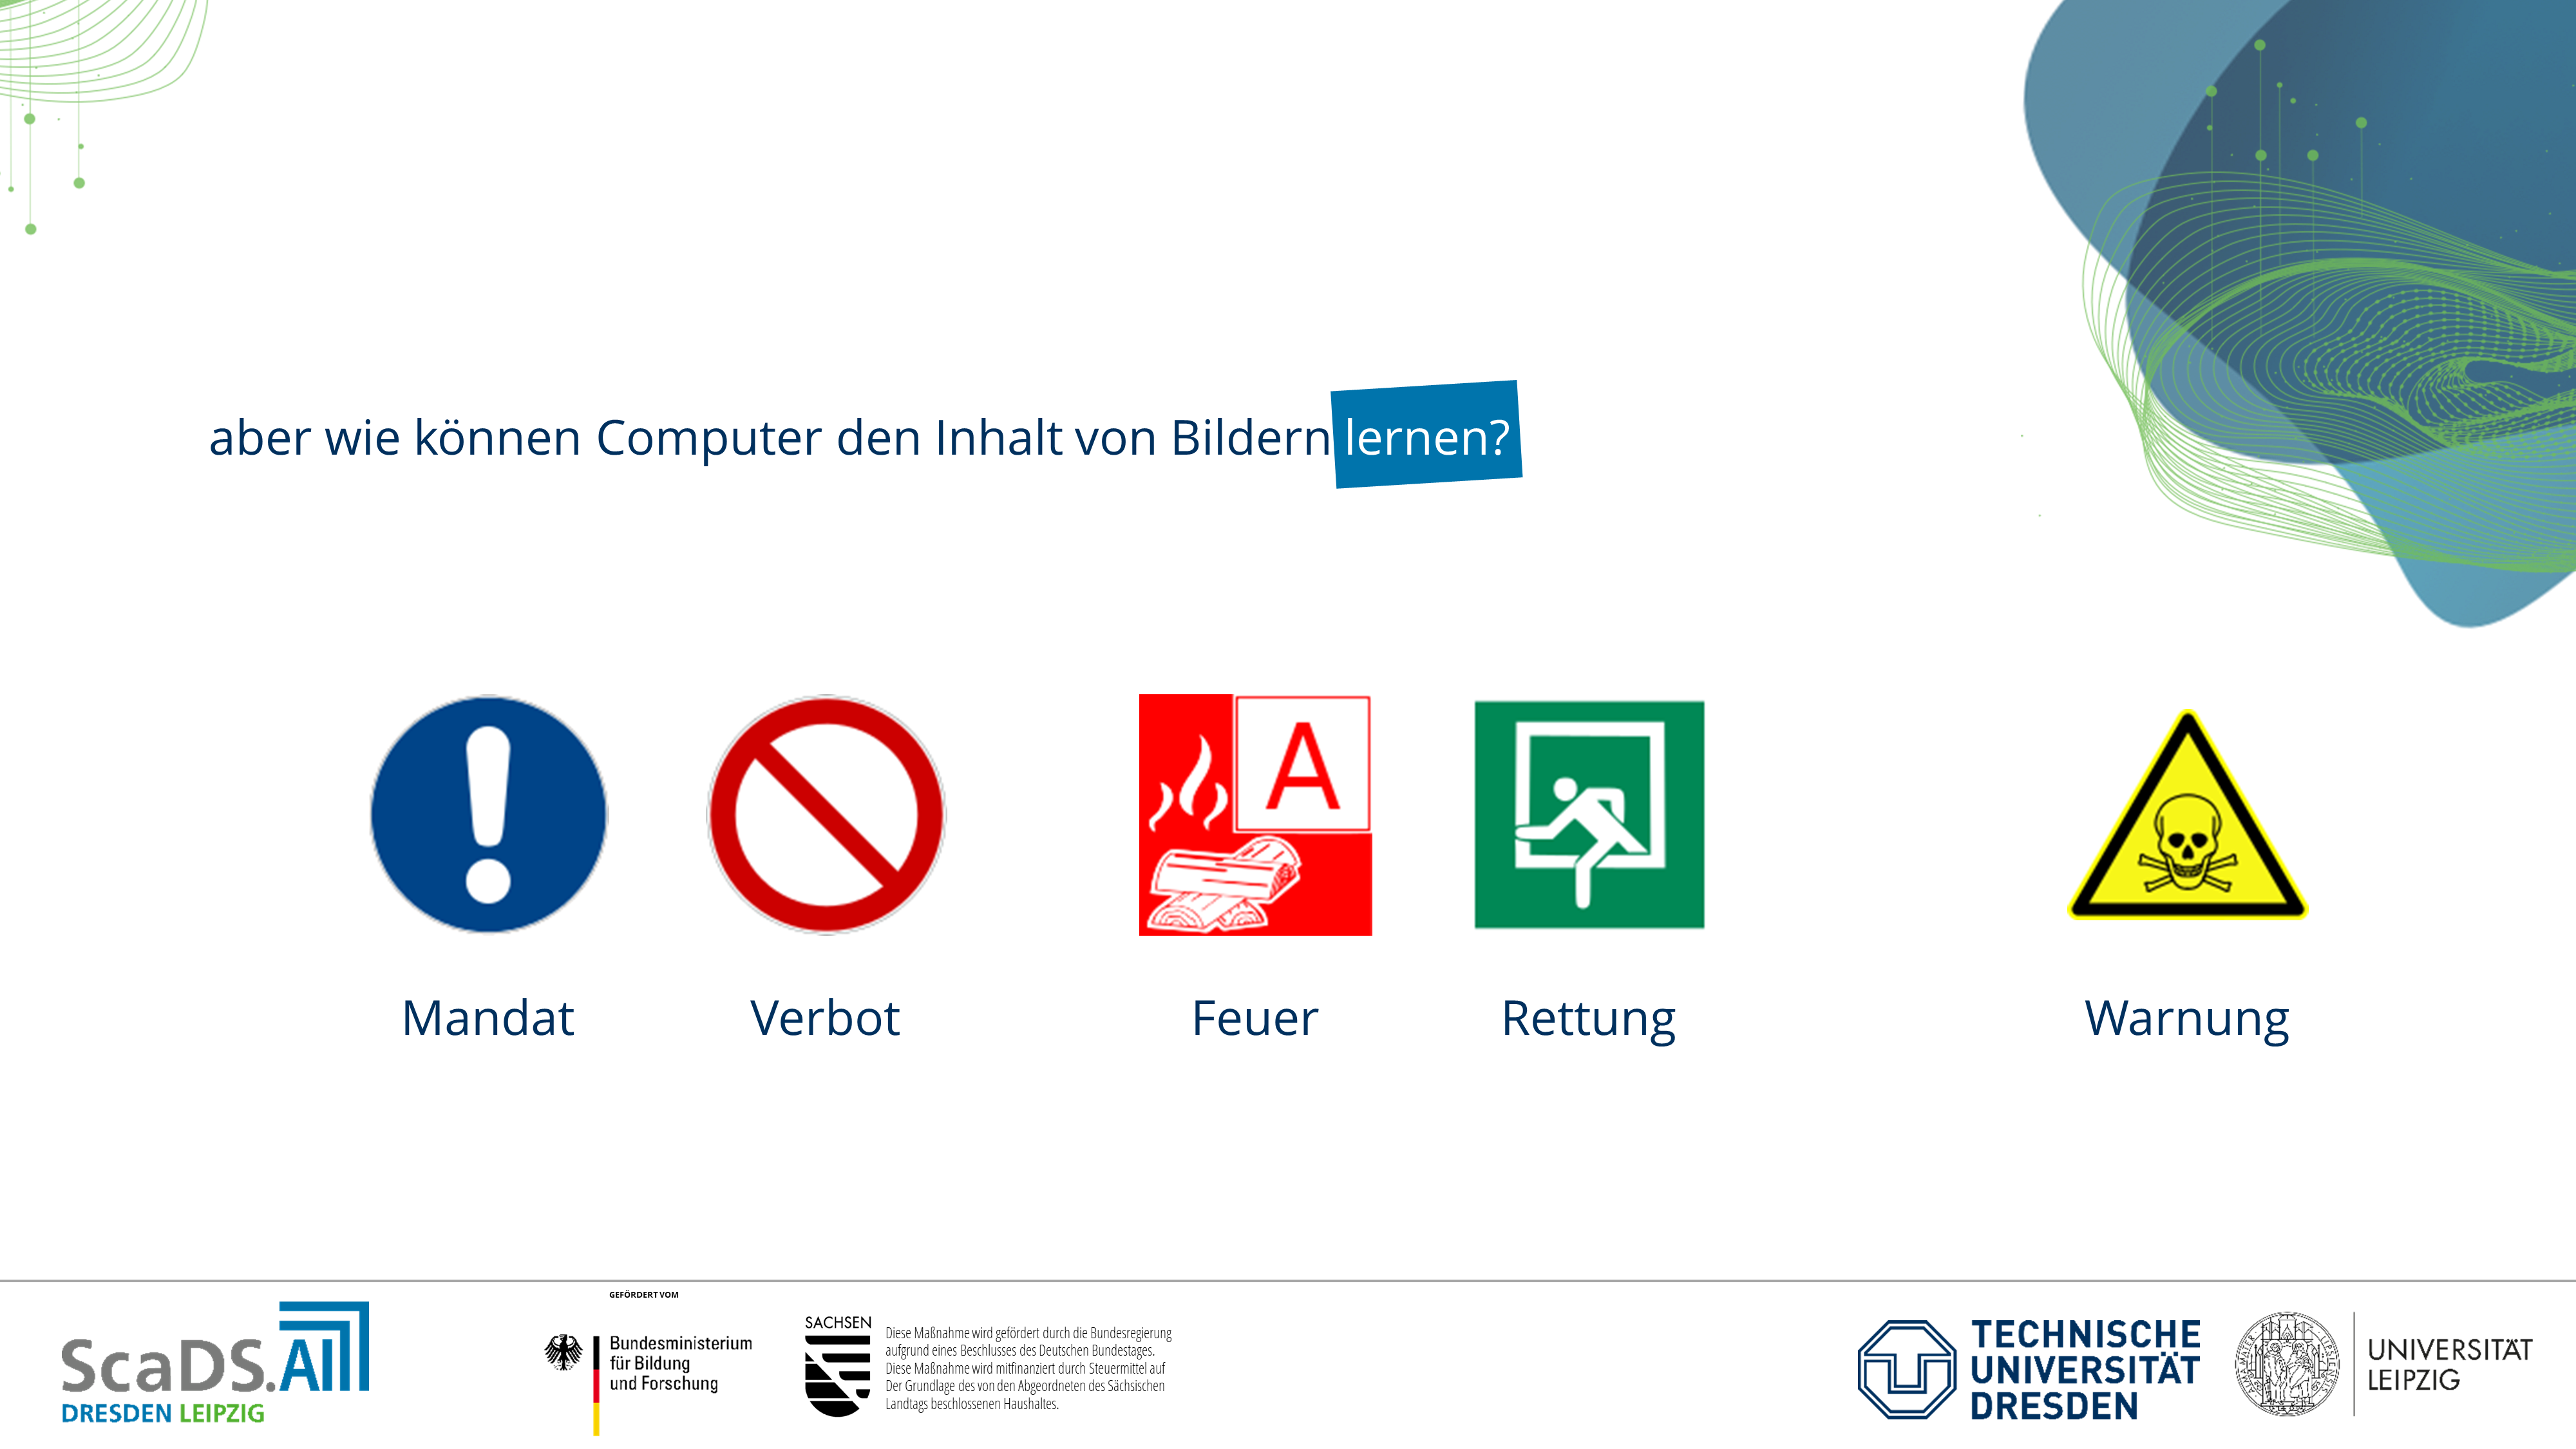 aber wie können Computer den Inhalt von Bildern lernen?
A
Mandat
Verbot
Feuer
Rettung
Warnung
GEFÖRDERT VOM
ScaDS.AI
DRESDEN LEIPZIG
Bundesministerium
für Bildung
und Forschung
SACHSEN
Diese Maßnahme wird gefördert durch die Bundesregierung
aufgrund eines Beschlusses des Deutschen Bundestages.
Diese Maßnahme wird mitfinanziert durch Steuermittel auf
Der Grundlage des von den Abgeordneten des Sächsischen
Landtags beschlossenen Haushaltes.
TECHNISCHE
UNIVERSITÄT
DRESDEN
UNIVERSITÄT
LEIPZIG